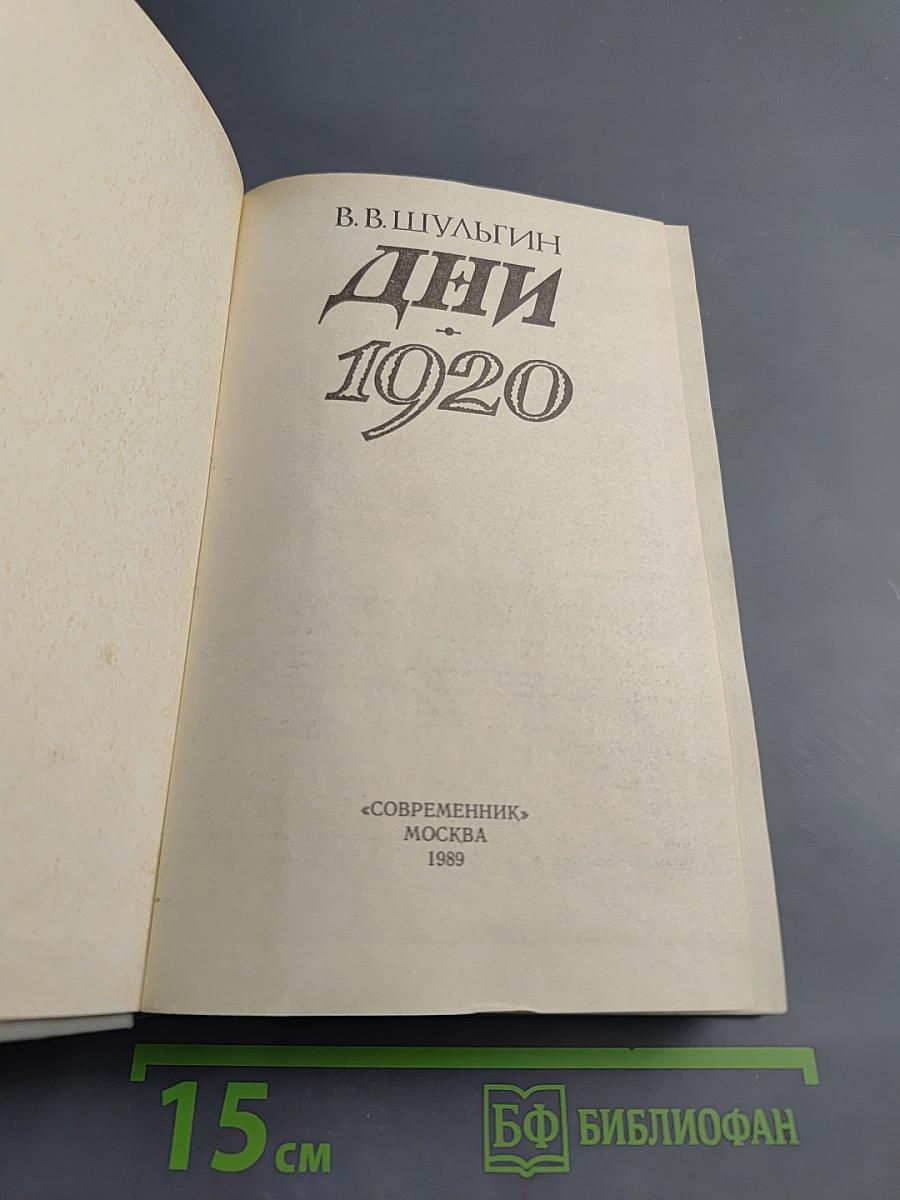 В. В. ШУЛЬГИН
ДНИ
1920
«СОВРЕМЕННИК»
МОСКВА
1989
15 см
БФ БИБЛИОФАН